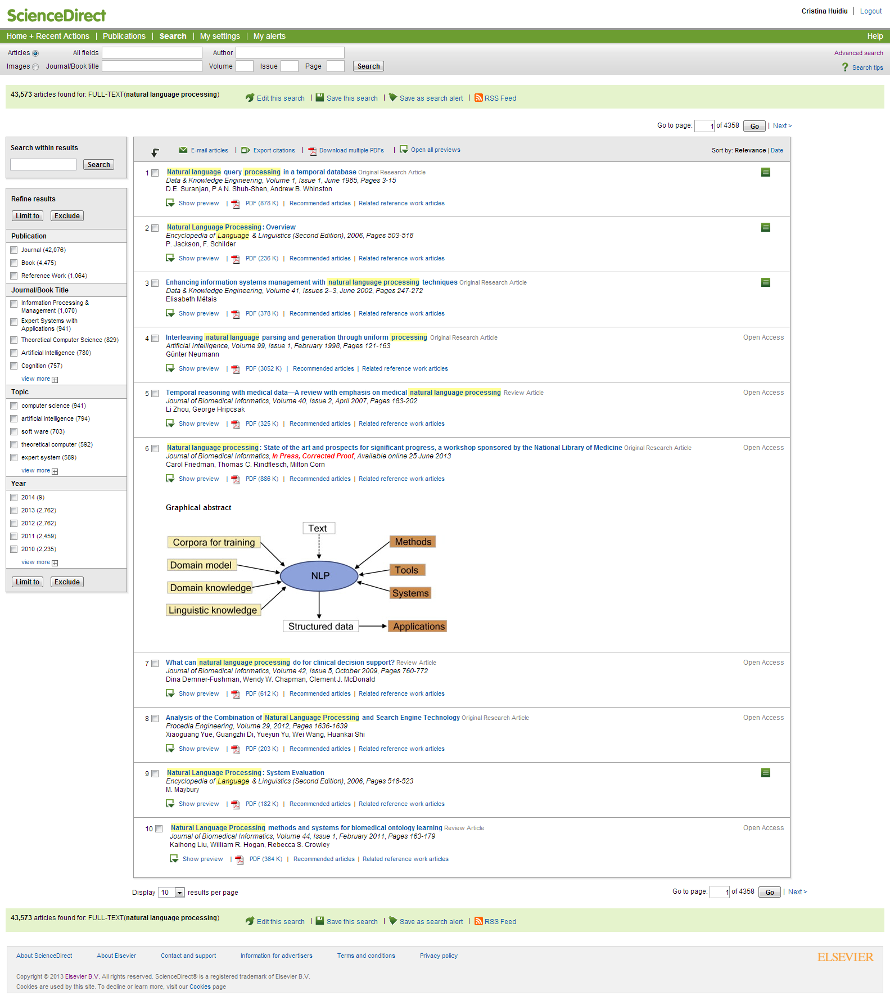 ScienceDirect
Cristina Huidiu | Logout
Home + Recent Actions | Publications | Search | My settings | My alerts
Help
Articles All fields Author
Advanced search
Images Journal/Book title Volume Issue Page Search
? Search tips
43,573 articles found for: FULL-TEXT(natural language processing)
Edit this search | Save this search | Save as search alert | RSS Feed
Go to page: 1 of 4358 Go | Next >
Search within results
Search
Refine results
Limit to Exclude
Publication
Journal (42,076)
Book (4,475)
Reference Work (1,064)
Journal/Book Title
Information Processing &
Management (1,070)
Expert Systems with
Applications (941)
Theoretical Computer Science (829)
Artificial Intelligence (780)
Cognition (757)
view more
Topic
computer science (941)
artificial intelligence (794)
soft ware (703)
theoretical computer (592)
expert system (589)
view more
Year
2014 (9)
2013 (2,762)
2012 (2,762)
2011 (2,459)
2010 (2,235)
view more
Limit to Exclude
E-mail articles | Export citations | Download multiple PDFs | Open all previews
Sort by: Relevance | Date
1 Natural language query processing in a temporal database Original Research Article
Data & Knowledge Engineering, Volume 1, Issue 1, June 1985, Pages 3-15
D.E. Suranjan, P.A.N. Shuh-Shen, Andrew B. Whinston
Show preview | PDF (878 K) | Recommended articles | Related reference work articles
2 Natural Language Processing: Overview
Encyclopedia of Language & Linguistics (Second Edition), 2006, Pages 503-518
P. Jackson, F. Schilder
Show preview | PDF (236 K) | Recommended articles | Related reference work articles
3 Enhancing information systems management with natural language processing techniques Original Research Article
Data & Knowledge Engineering, Volume 41, Issues 2–3, June 2002, Pages 247-272
Elisabeth Métais
Show preview | PDF (378 K) | Recommended articles | Related reference work articles
4 Interleaving natural language parsing and generation through uniform processing Original Research Article
Open Access
Artificial Intelligence, Volume 99, Issue 1, February 1998, Pages 121-163
Günter Neumann
Show preview | PDF (3052 K) | Recommended articles | Related reference work articles
5 Temporal reasoning with medical data—A review with emphasis on medical natural language processing Review Article
Open Access
Journal of Biomedical Informatics, Volume 40, Issue 2, April 2007, Pages 183-202
Li Zhou, George Hripcsak
Show preview | PDF (325 K) | Recommended articles | Related reference work articles
6 Natural language processing: State of the art and prospects for significant progress, a workshop sponsored by the National Library of Medicine Original Research Article
Open Access
Journal of Biomedical Informatics, In Press, Corrected Proof, Available online 25 June 2013
Carol Friedman, Thomas C. Rindflesch, Milton Corn
Show preview | PDF (886 K) | Recommended articles | Related reference work articles
Graphical abstract
Text
Corpora for training
Methods
Domain model
Tools
NLP
Domain knowledge
Systems
Linguistic knowledge
Structured data
Applications
7 What can natural language processing do for clinical decision support? Review Article
Open Access
Journal of Biomedical Informatics, Volume 42, Issue 5, October 2009, Pages 760-772
Dina Demner-Fushman, Wendy W. Chapman, Clement J. McDonald
Show preview | PDF (612 K) | Recommended articles | Related reference work articles
8 Analysis of the Combination of Natural Language Processing and Search Engine Technology Original Research Article
Open Access
Procedia Engineering, Volume 29, 2012, Pages 1636-1639
Xiaoguang Yue, Guangzhi Di, Yueyun Yu, Wei Wang, Huankai Shi
Show preview | PDF (203 K) | Recommended articles | Related reference work articles
9 Natural Language Processing: System Evaluation
Encyclopedia of Language & Linguistics (Second Edition), 2006, Pages 518-523
M. Maybury
Show preview | PDF (182 K) | Recommended articles | Related reference work articles
10 Natural Language Processing methods and systems for biomedical ontology learning Review Article
Open Access
Journal of Biomedical Informatics, Volume 44, Issue 1, February 2011, Pages 163-179
Kaihong Liu, William R. Hogan, Rebecca S. Crowley
Show preview | PDF (364 K) | Recommended articles | Related reference work articles
Display 10 results per page
Go to page: 1 of 4358 Go | Next >
43,573 articles found for: FULL-TEXT(natural language processing)
Edit this search | Save this search | Save as search alert | RSS Feed
About ScienceDirect About Elsevier Contact and support Information for advertisers Terms and conditions Privacy policy
ELSEVIER
Copyright © 2013 Elsevier B.V. All rights reserved. ScienceDirect® is a registered trademark of Elsevier B.V.
Cookies are used by this site. To decline or learn more, visit our Cookies page